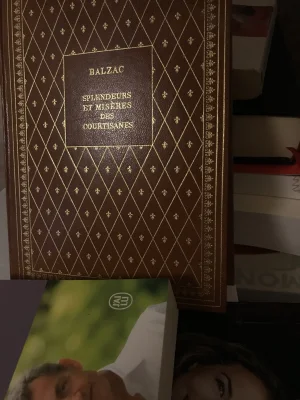 BALZAC
SPLENDEURS
ET MISÈRES
DES
COURTISANES